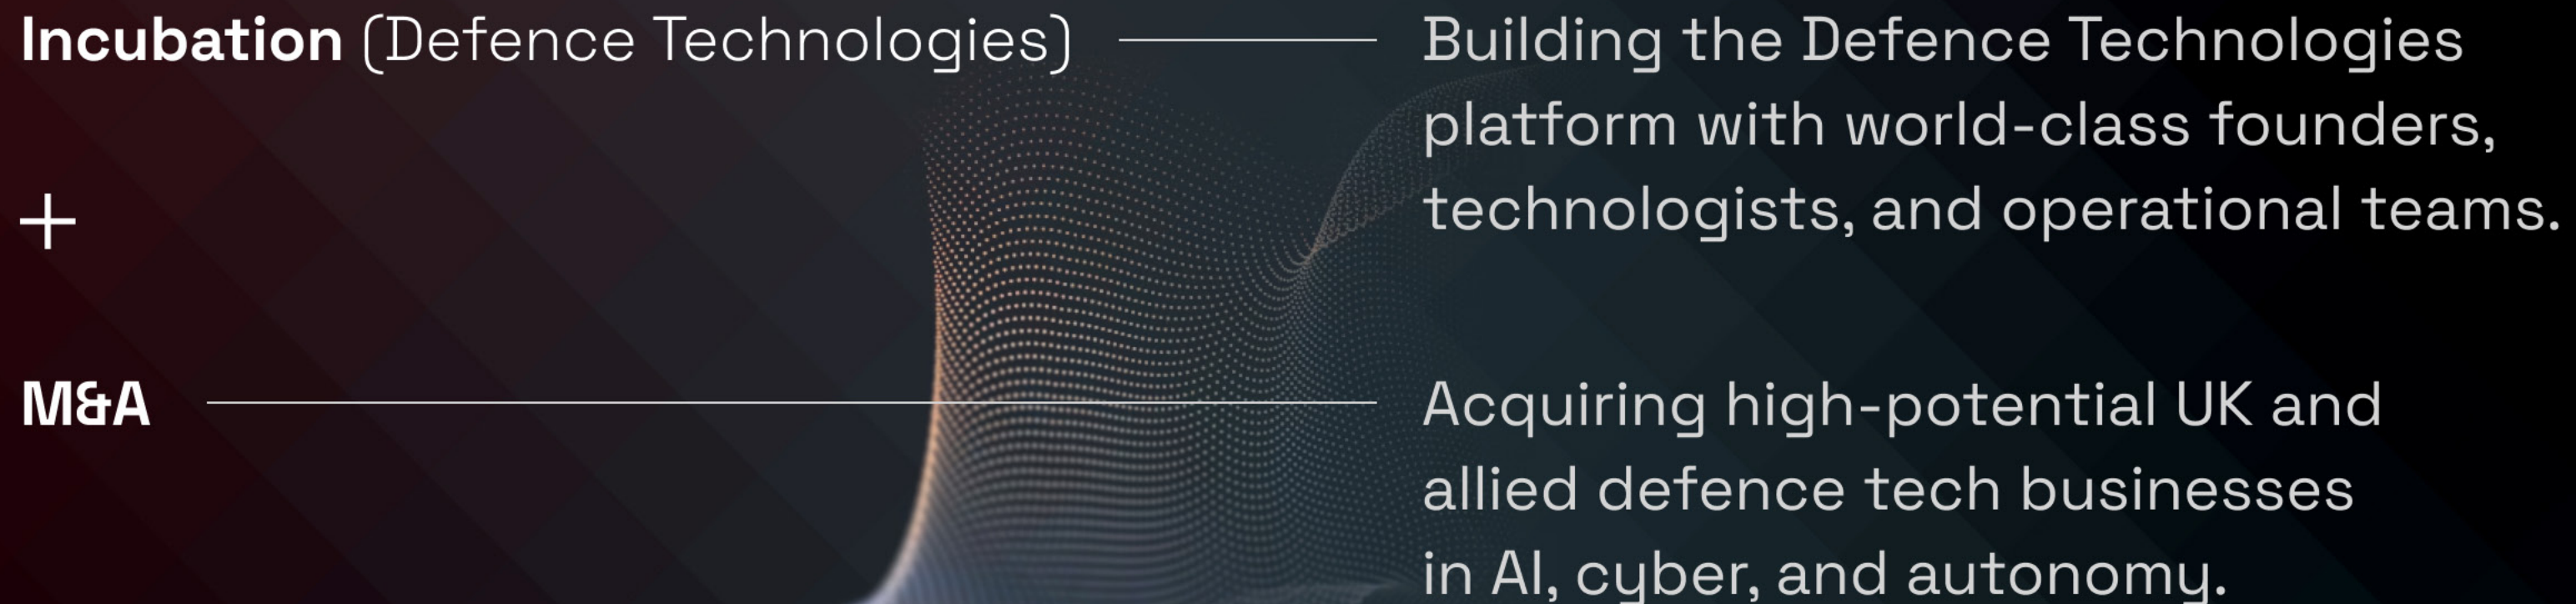 Incubation (Defence Technologies)
Building the Defence Technologies
platform with world-class founders,
technologists, and operational teams.
+
M&A
Acquiring high-potential UK and
allied defence tech businesses
in AI, cyber, and autonomy.